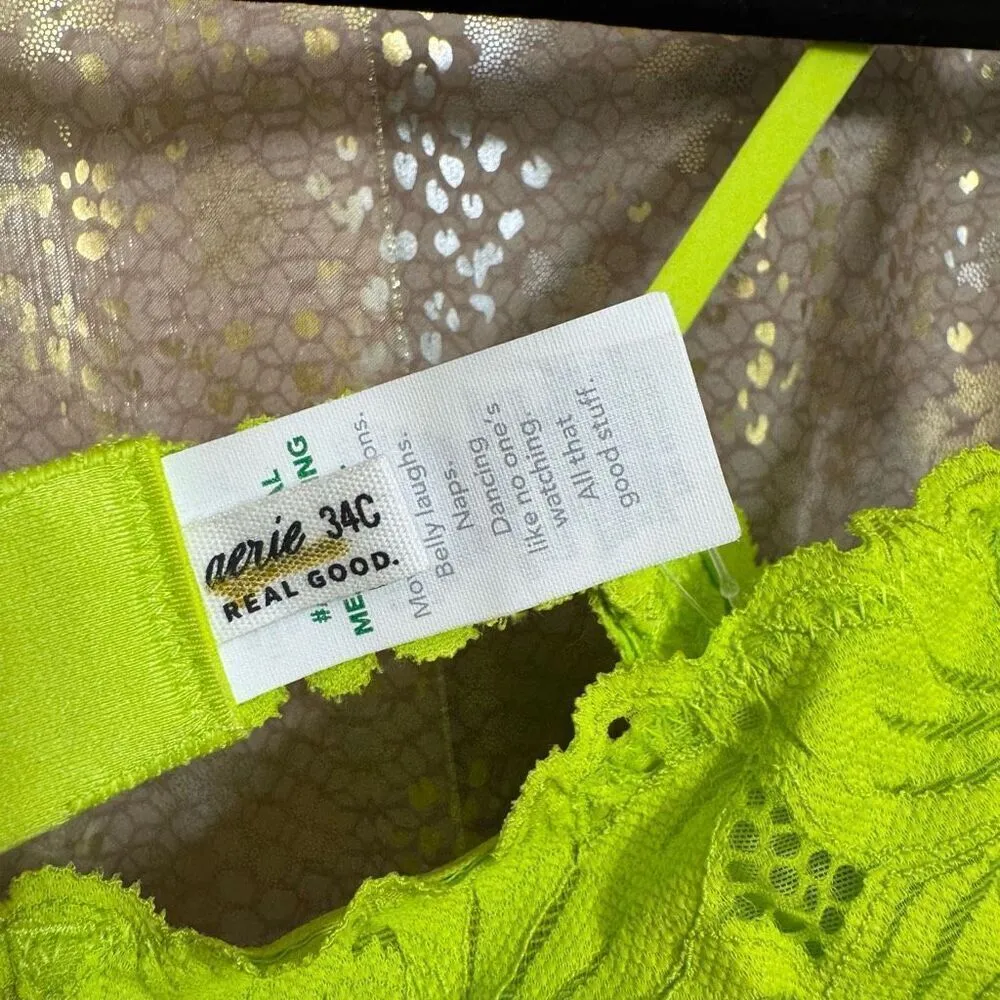 aerie 34C
REAL GOOD.
Belly laughs.
Naps.
Dancing
like no one's
watching.
All that
good stuff.